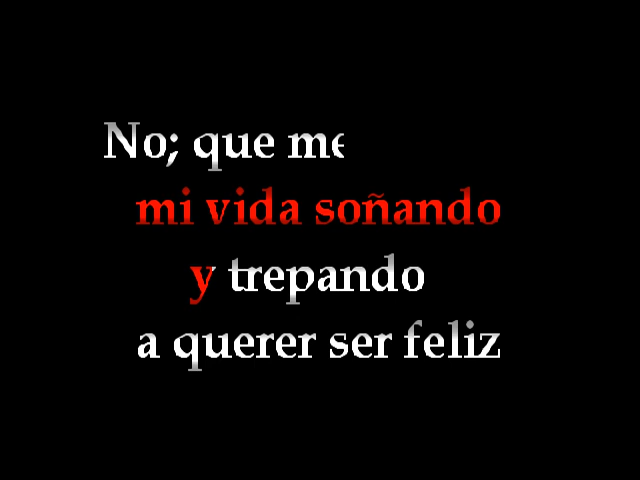 No; que me
mi vida soñando
y trepando
a querer ser feliz